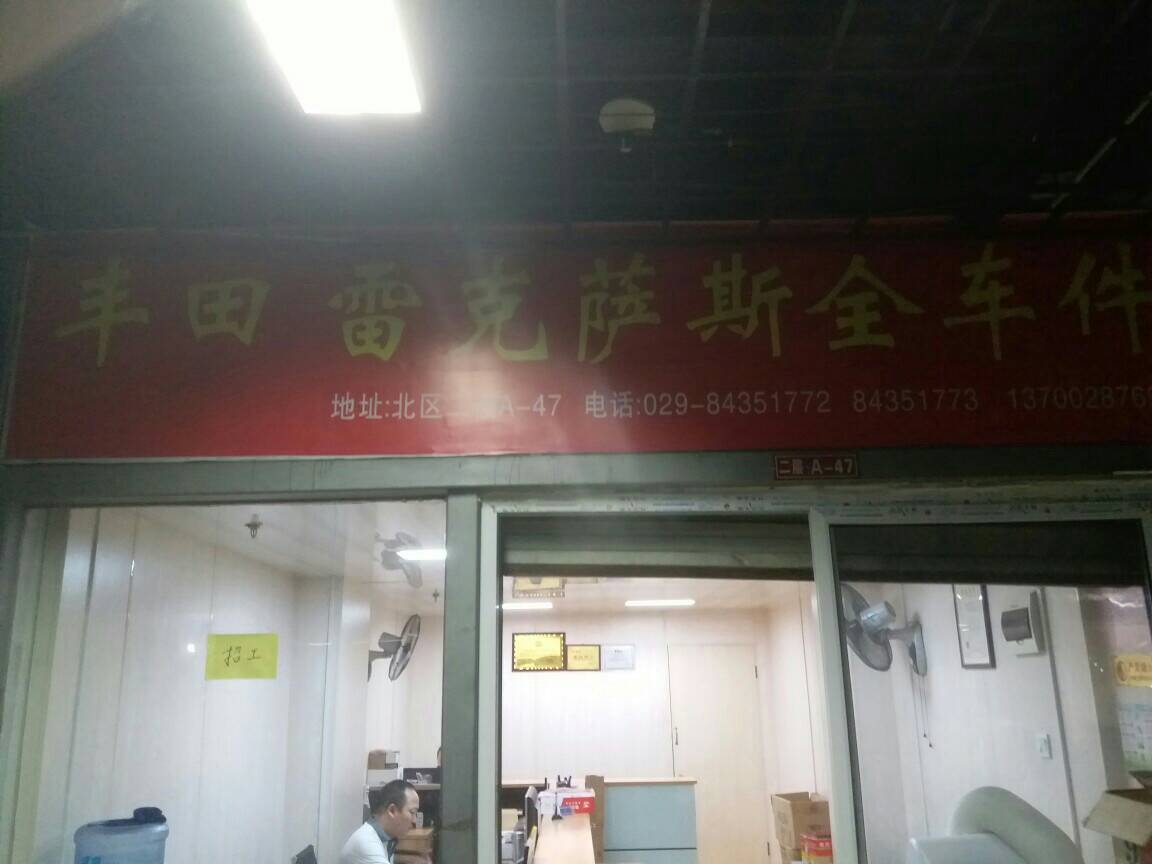 丰田 雷克萨斯全车件
地址:北区 A-47 电话:029-84351772 84351773 1370028760
二层 A-47
招工